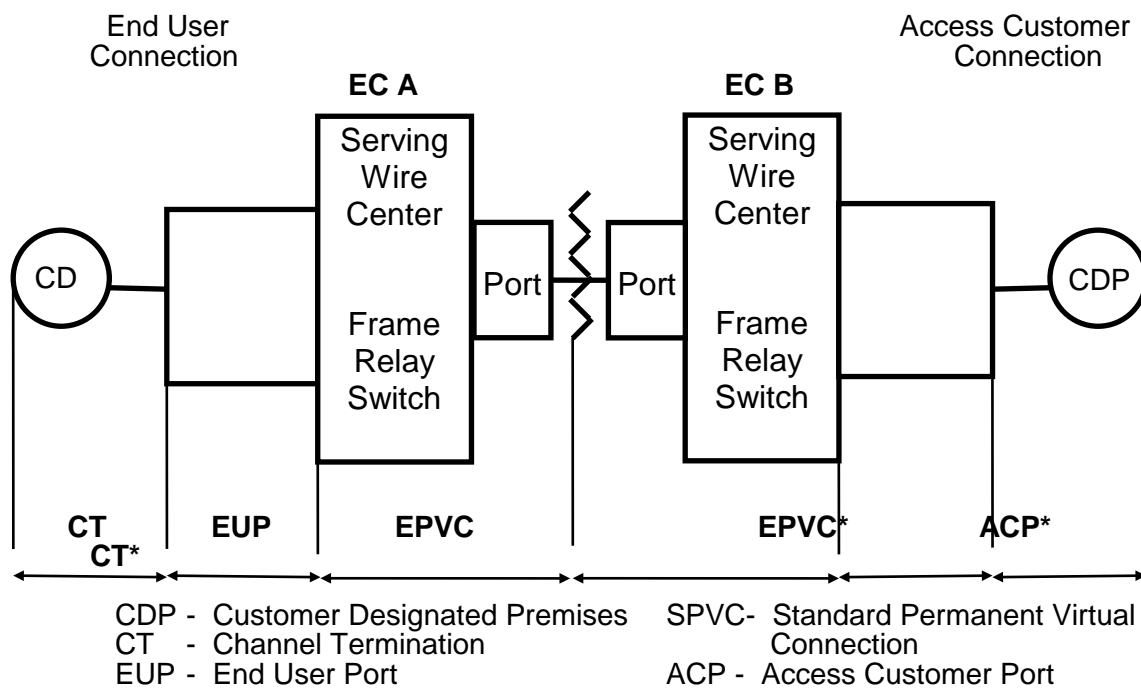 End User
Connection
Access Customer
Connection
EC A
EC B
Serving
Wire
Center
Frame
Relay
Switch
Serving
Wire
Center
Frame
Relay
Switch
CD
Port
Port
CDP
CT
CT*
EUP
EPVC
EPVC*
ACP*
CDP - Customer Designated Premises
CT - Channel Termination
EUP - End User Port
SPVC- Standard Permanent Virtual
Connection
ACP - Access Customer Port